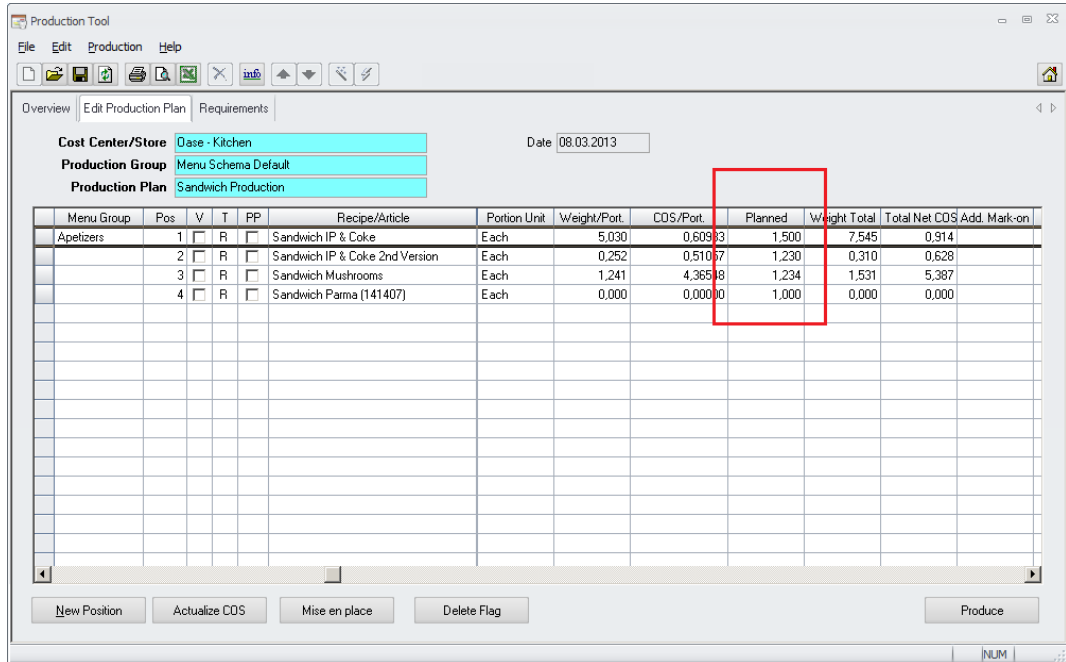 Production Tool
File Edit Production Help
info
Overview Edit Production Plan Requirements
Cost Center/Store Oase - Kitchen Date 08.03.2013
Production Group Menu Schema Default
Production Plan Sandwich Production
Menu Group Pos V T PP Recipe/Article Portion Unit Weight/Port. COS/Port. Planned Weight Total Total Net COS Add. Mark-on
Apetizers 1 R Sandwich IP & Coke Each 5,030 0,60933 1,500 7,545 0,914
2 R Sandwich IP & Coke 2nd Version Each 0,252 0,51067 1,230 0,310 0,628
3 R Sandwich Mushrooms Each 1,241 4,36548 1,234 1,531 5,387
4 R Sandwich Parma (141407) Each 0,000 0,00000 1,000 0,000 0,000
New Position Actualize COS Mise en place Delete Flag Produce
NUM